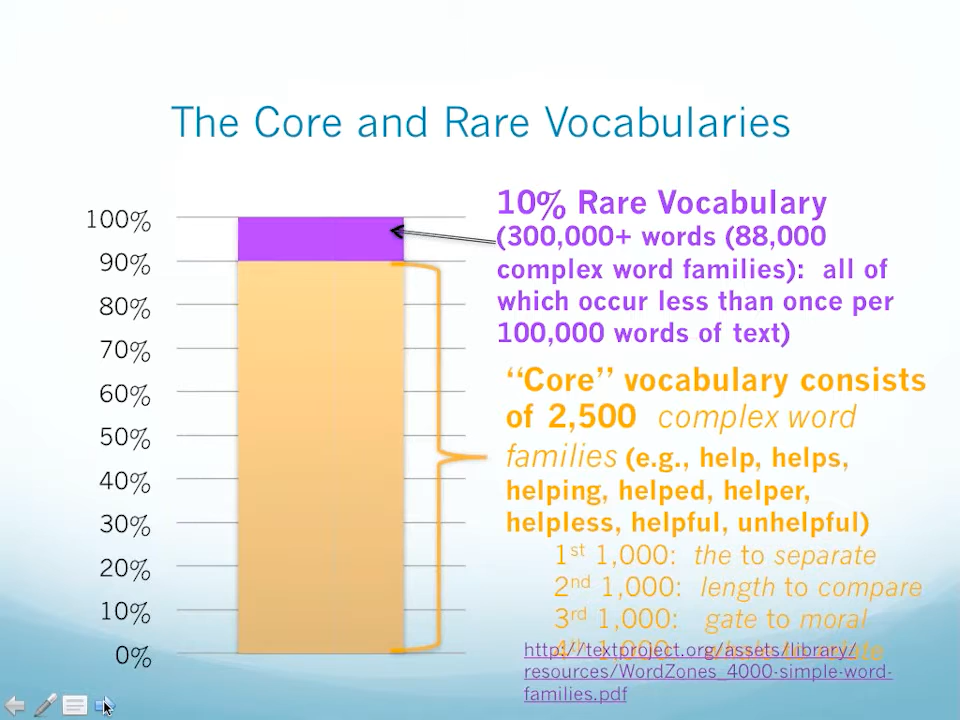 The Core and Rare Vocabularies
100%
90%
80%
70%
60%
50%
40%
30%
20%
10%
0%
10% Rare Vocabulary
(300,000+ words (88,000
complex word families): all of
which occur less than once per
100,000 words of text)
“Core” vocabulary consists
of 2,500 complex word
families (e.g., help, helps,
helping, helped, helper,
helpless, helpful, unhelpful)
1st 1,000: the to separate
2nd 1,000: length to compare
3rd 1,000: gate to moral
4th 1,000:
http://textproject.org/assets/library/
resources/WordZones_4000-simple-word-
families.pdf